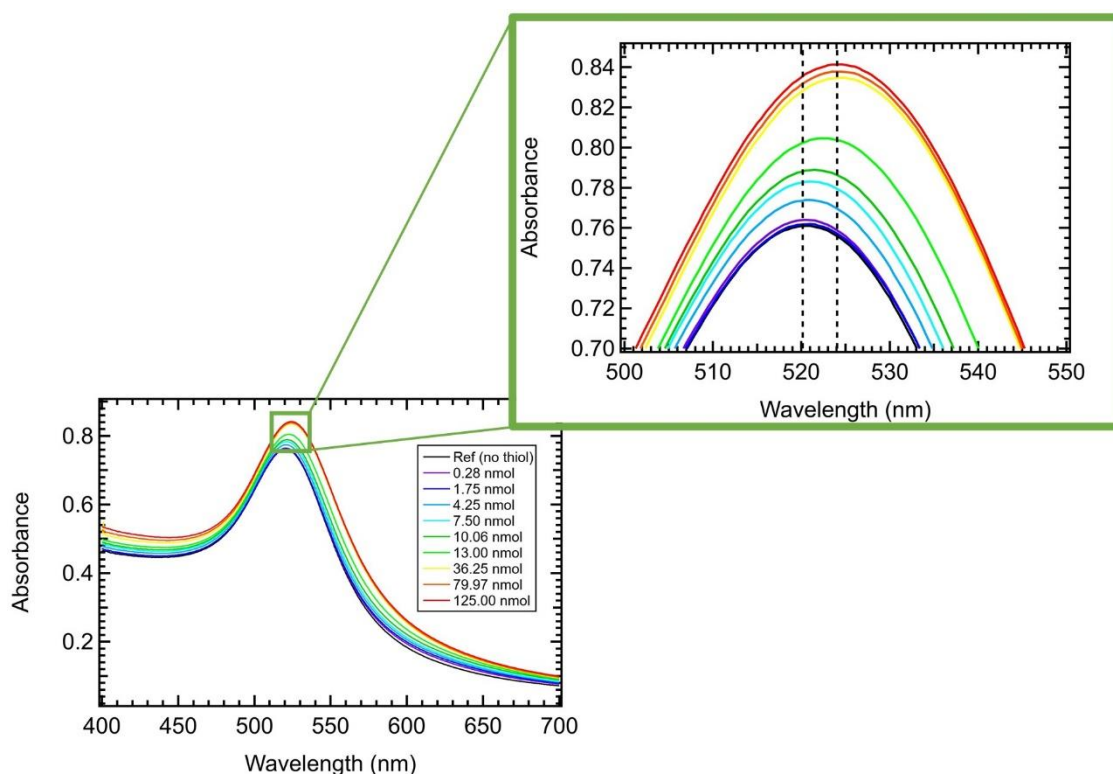 0.84
0.82
0.80
0.78
0.76
0.74
0.72
0.70
Absorbance
500 510 520 530 540 550
Wavelength (nm)
0.8
0.6
0.4
0.2
Absorbance
Ref (no thiol)
0.28 nmol
1.75 nmol
4.25 nmol
7.50 nmol
10.06 nmol
13.00 nmol
36.25 nmol
79.97 nmol
125.00 nmol
400 450 500 550 600 650 700
Wavelength (nm)